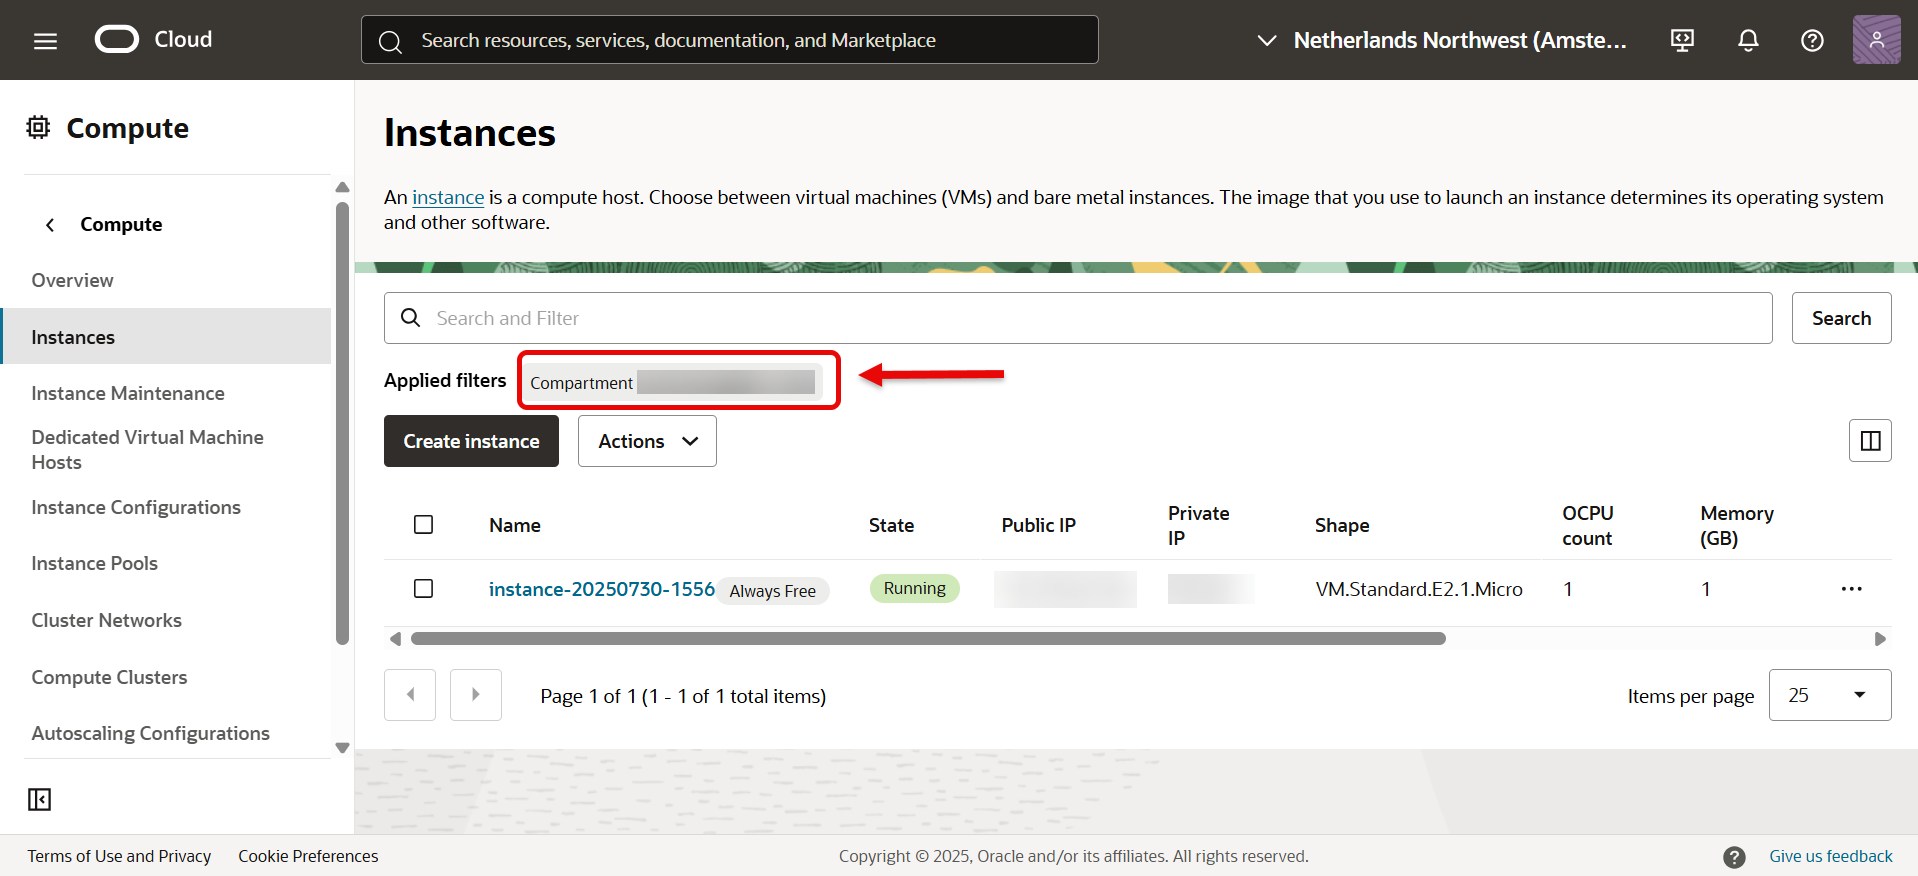 Cloud
Search resources, services, documentation, and Marketplace
Netherlands Northwest (Amste...
Compute
Compute
Overview
Instances
Instance Maintenance
Dedicated Virtual Machine
Hosts
Instance Configurations
Instance Pools
Cluster Networks
Compute Clusters
Autoscaling Configurations
Instances
An instance is a compute host. Choose between virtual machines (VMs) and bare metal instances. The image that you use to launch an instance determines its operating system
and other software.
Search and Filter
Search
Applied filters Compartment
Create instance
Actions
Name State Public IP Private IP Shape OCPU count Memory (GB)
instance-20250730-1556 Always Free Running VM.Standard.E2.1.Micro 1 1
Page 1 of 1 (1 - 1 of 1 total items)
Items per page 25
Terms of Use and Privacy Cookie Preferences
Copyright © 2025, Oracle and/or its affiliates. All rights reserved.
Give us feedback